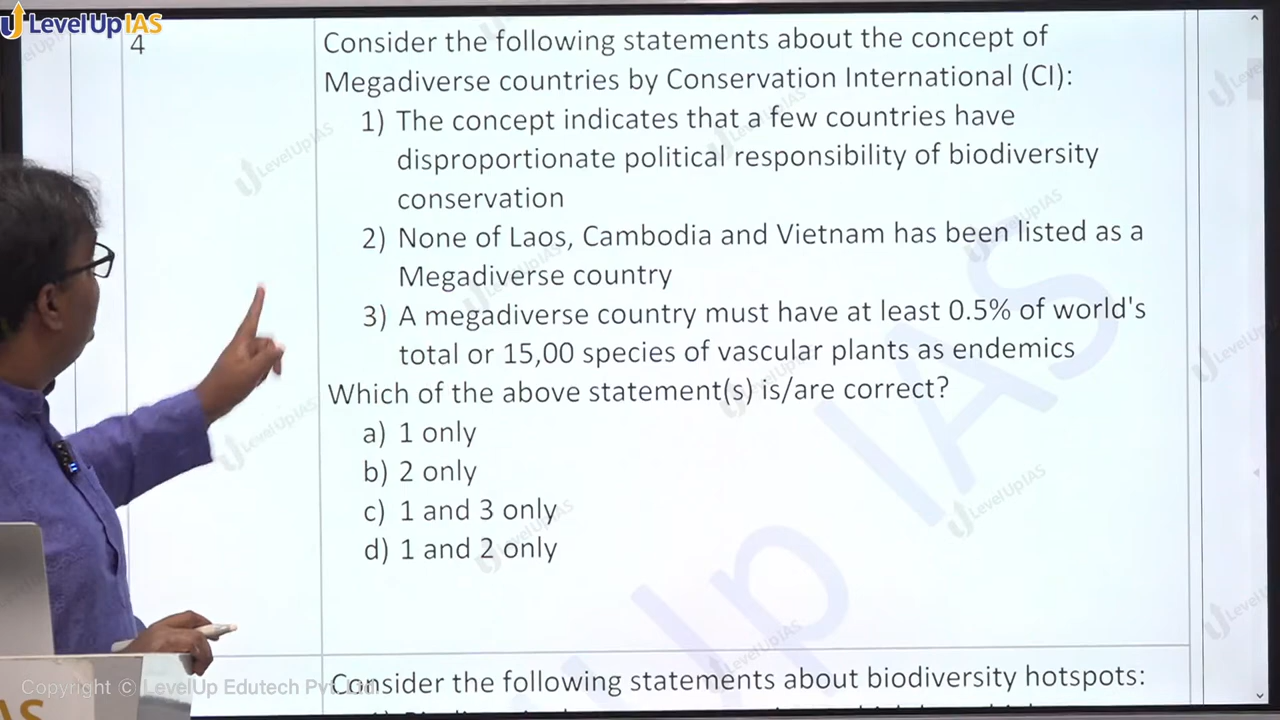 LevelUp IAS
4
Consider the following statements about the concept of
Megadiverse countries by Conservation International (CI):
1) The concept indicates that a few countries have
disproportionate political responsibility of biodiversity
conservation
2) None of Laos, Cambodia and Vietnam has been listed as a
Megadiverse country
3) A megadiverse country must have at least 0.5% of world's
total or 15,00 species of vascular plants as endemics
Which of the above statement(s) is/are correct?
a) 1 only
b) 2 only
c) 1 and 3 only
d) 1 and 2 only
Consider the following statements about biodiversity hotspots:
Copyright © LevelUp Edutech Pvt.